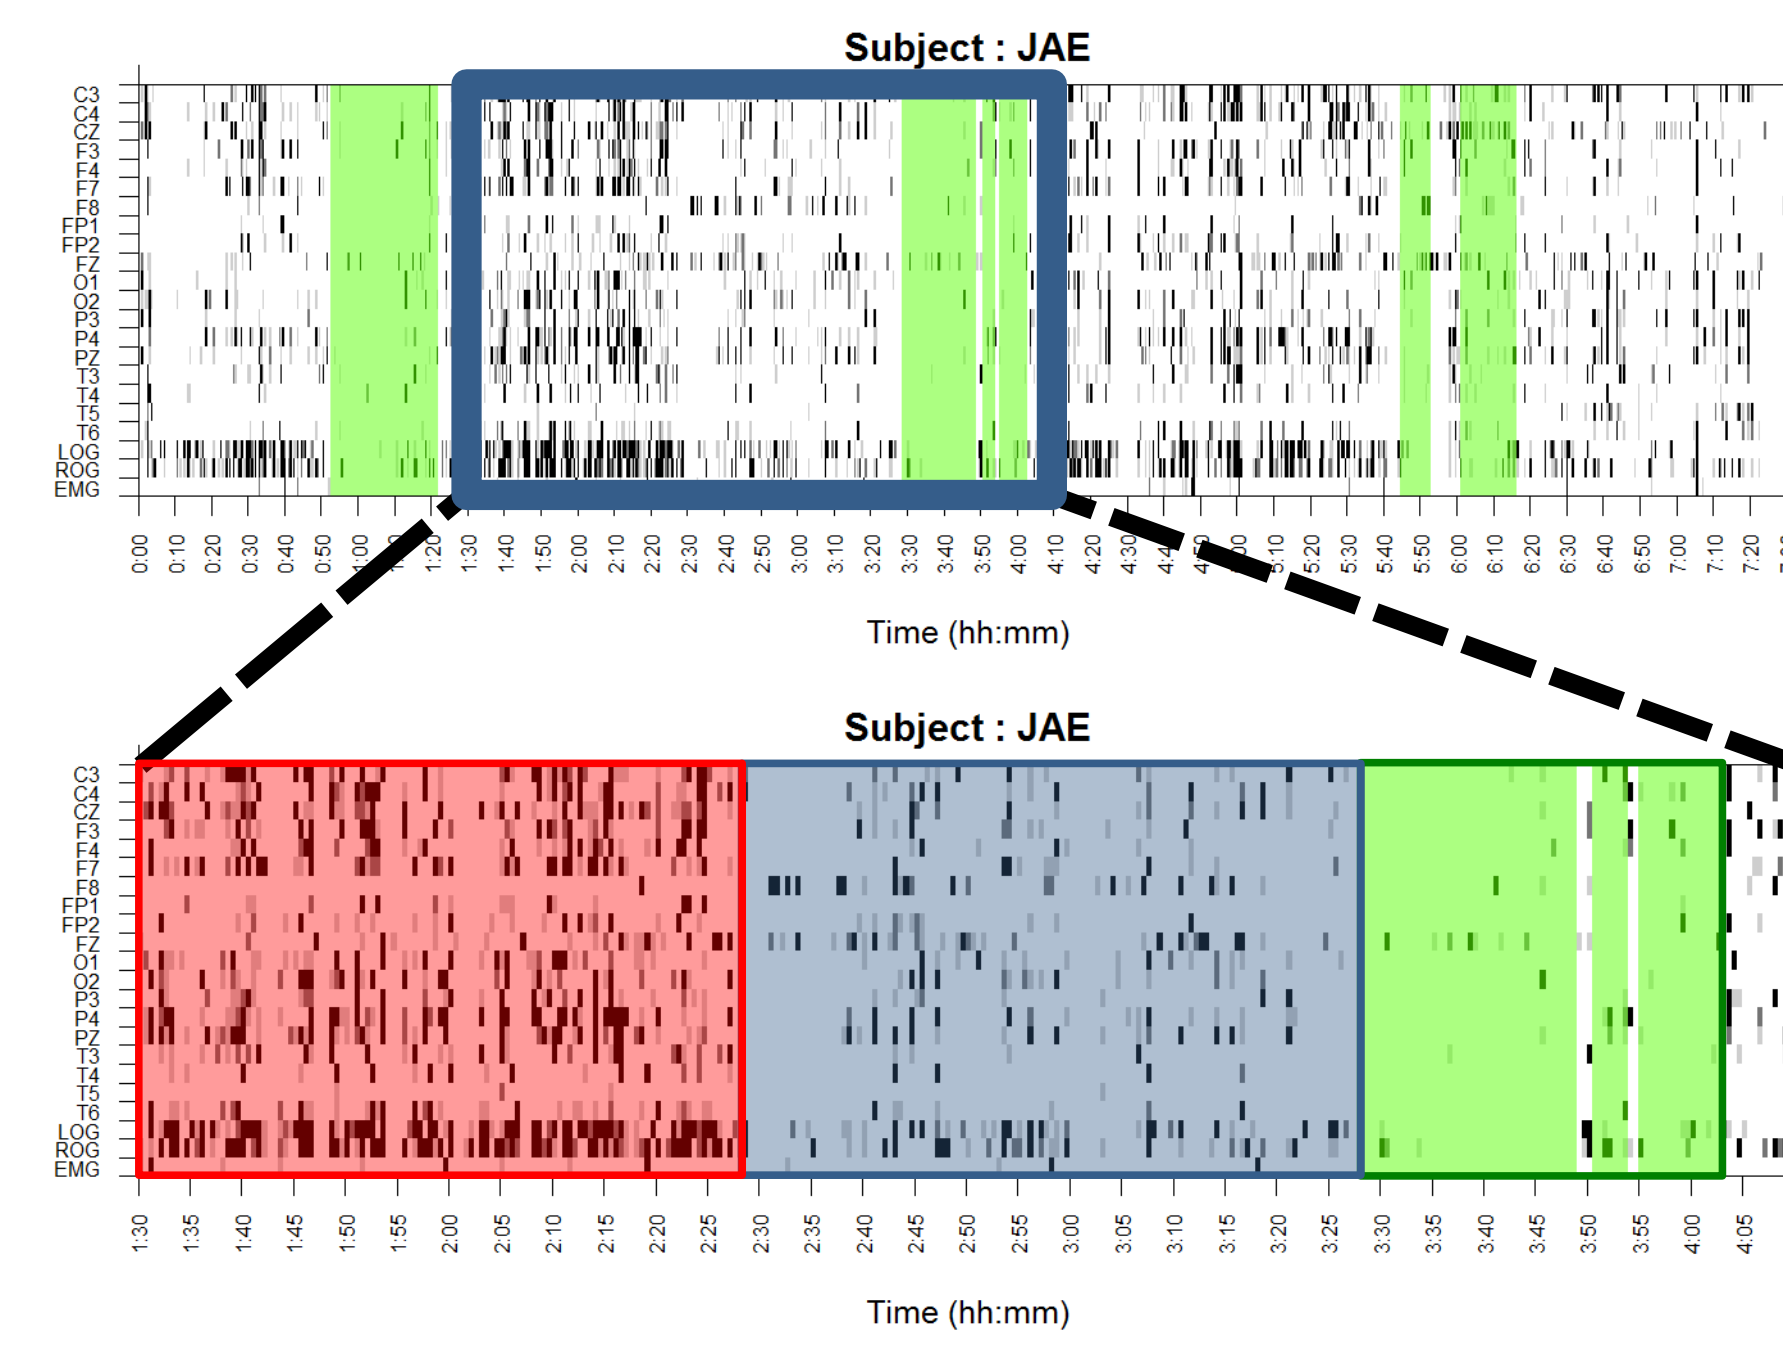 Subject : JAE
C3
C4
CZ
F3
F4
F7
F8
FP1
FP2
FZ
O1
O2
P3
P4
PZ
T3
T4
T5
T6
LOG
ROG
EMG
0:00 0:10 0:20 0:30 0:40 0:50 1:00 1:20 1:30 1:40 1:50 2:00 2:10 2:20 2:30 2:40 2:50 3:00 3:10 3:20 3:30 3:40 3:50 4:00 4:10 4:20 4:30 5:10 5:20 5:30 5:40 5:50 6:00 6:10 6:20 6:30 6:40 6:50 7:00 7:10 7:20
Time (hh:mm)
Subject : JAE
C3
C4
CZ
F3
F4
F7
F8
FP1
FP2
FZ
O1
O2
P3
P4
PZ
T3
T4
T5
T6
LOG
ROG
EMG
1:30 1:35 1:40 1:45 1:50 1:55 2:00 2:05 2:10 2:15 2:20 2:25 2:30 2:35 2:40 2:45 2:50 2:55 3:00 3:05 3:10 3:15 3:20 3:25 3:30 3:35 3:40 3:45 3:50 3:55 4:00 4:05
Time (hh:mm)